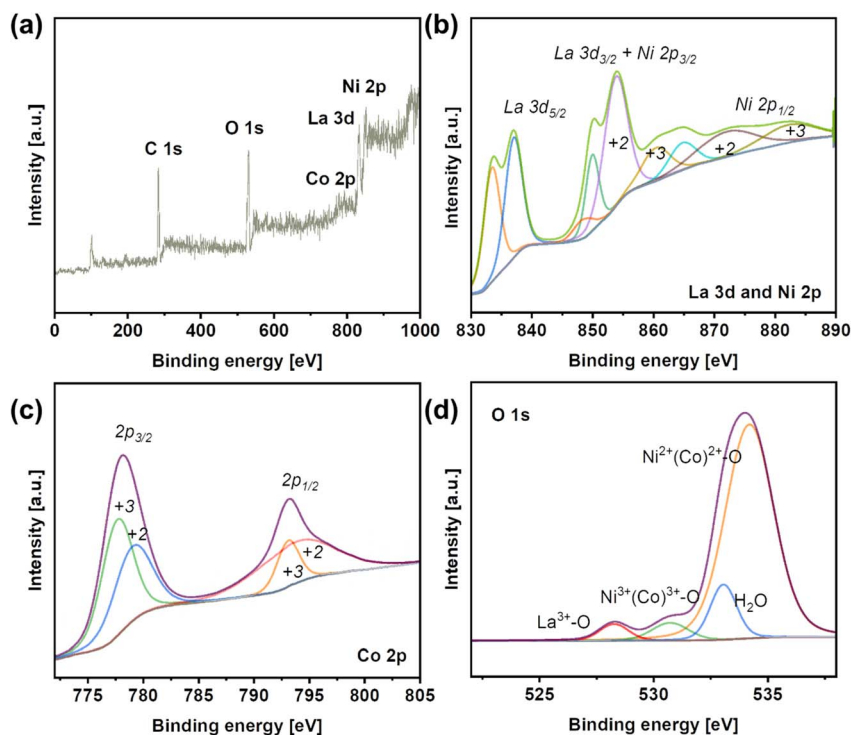 (a)
Intensity [a.u.]
C 1s
O 1s
Ni 2p
La 3d
Co 2p
0 200 400 600 800 1000
Binding energy [eV]
(b)
Intensity [a.u.]
La 3d3/2 + Ni 2p3/2
La 3d5/2
Ni 2p1/2
+2
+3
+2
+3
La 3d and Ni 2p
830 840 850 860 870 880 890
Binding energy [eV]
(c)
Intensity [a.u.]
2p3/2
2p1/2
+3
+2
+2
+3
Co 2p
775 780 785 790 795 800 805
Binding energy [eV]
(d)
Intensity [a.u.]
O 1s
Ni2+(Co)2+-O
Ni3+(Co)3+-O
La3+-O
H2O
525 530 535
Binding energy [eV]